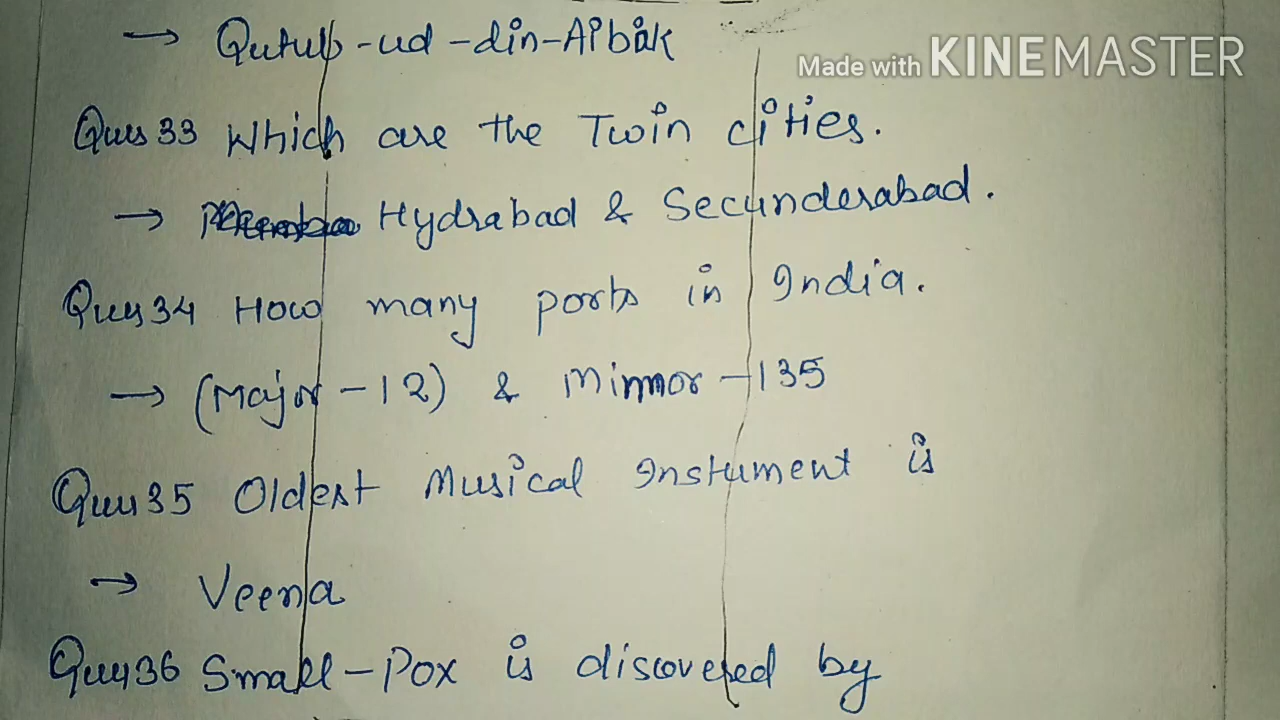 → Qutub-ud-din-Aibak
Made with KINEMASTER
Ques 33 Which are the Twin cities.
→ Hydrabad & Secunderabad.
Ques 34 How many ports in India.
→ (Major - 12) & Minnor - 135
Ques 35 Oldest Musical Instument is
→ Veena
Ques 36 Small-Pox is discovered by